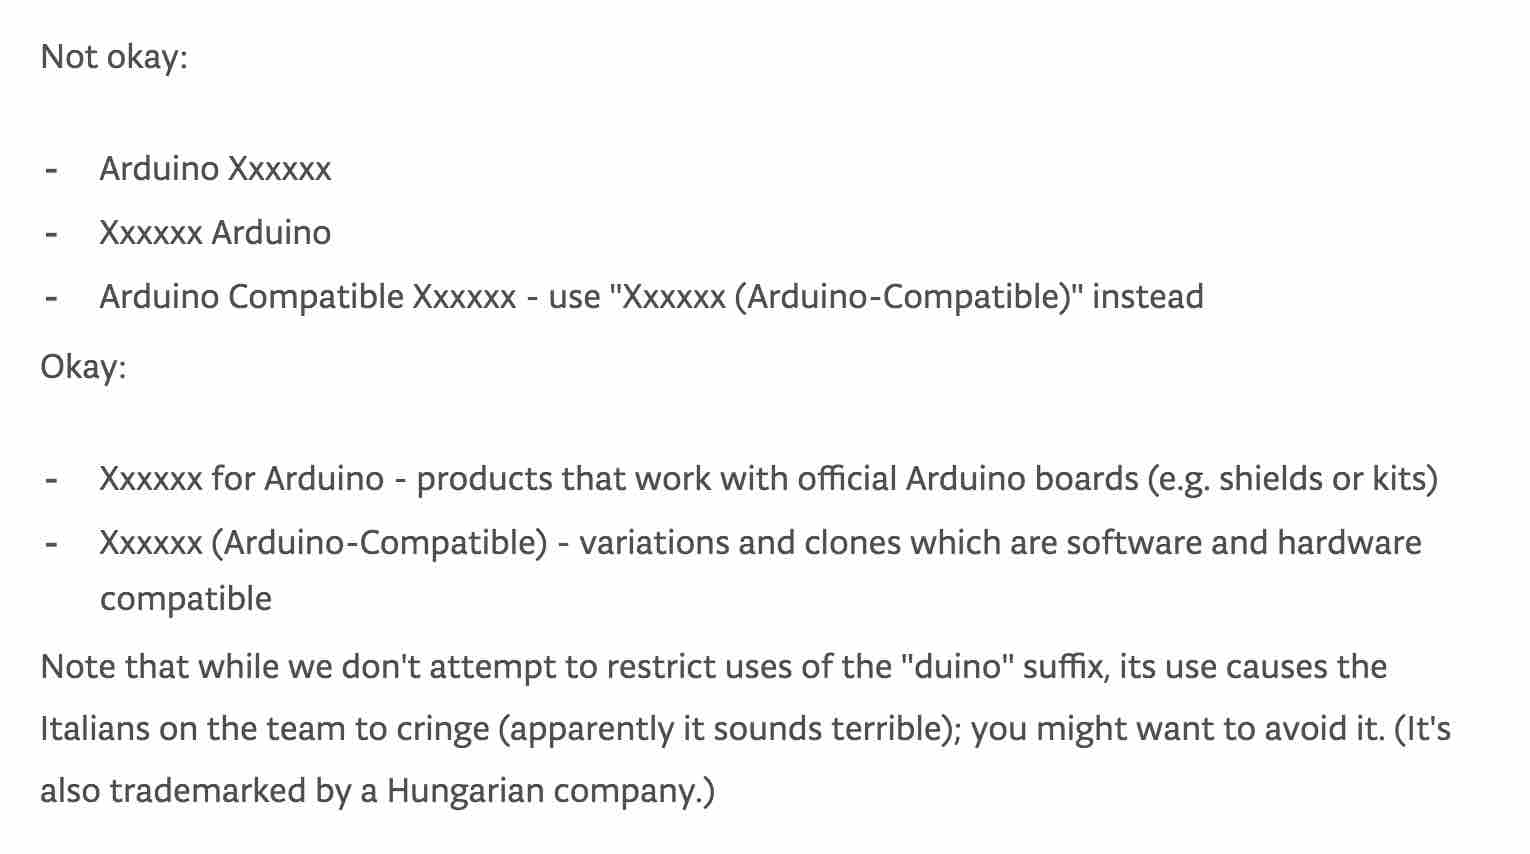 Not okay:
- Arduino Xxxxxx
- Xxxxxx Arduino
- Arduino Compatible Xxxxxx - use "Xxxxxx (Arduino-Compatible)" instead
Okay:
- Xxxxxx for Arduino - products that work with official Arduino boards (e.g. shields or kits)
- Xxxxxx (Arduino-Compatible) - variations and clones which are software and hardware
compatible
Note that while we don't attempt to restrict uses of the "duino" suffix, its use causes the
Italians on the team to cringe (apparently it sounds terrible); you might want to avoid it. (It's
also trademarked by a Hungarian company.)